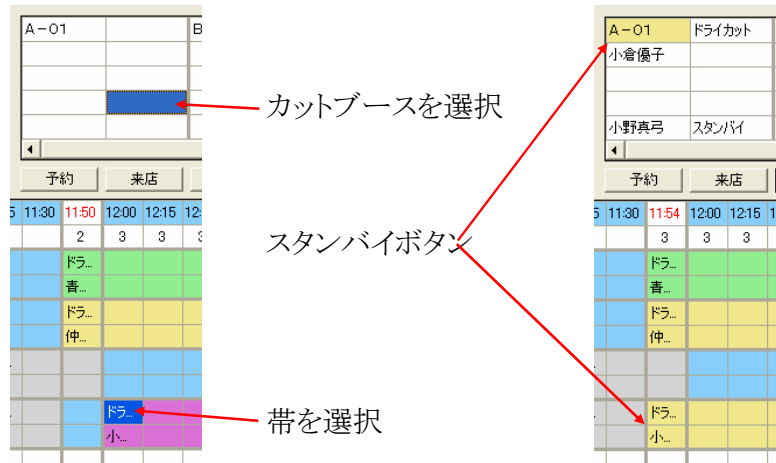 A－01
B
カットブースを選択
予約 来店
11:30 11:50 12:00 12:15 12:
2 3 3
ドラ...
青...
ドラ...
仲...
ドラ...
小...
スタンバイボタン
帯を選択
A－01 ドライカット
小倉優子
小野真弓 スタンバイ
予約 来店
5 11:30 11:54 12:00 12:15 1
3 3 3
ドラ...
青...
ドラ...
仲...
ドラ...
小...